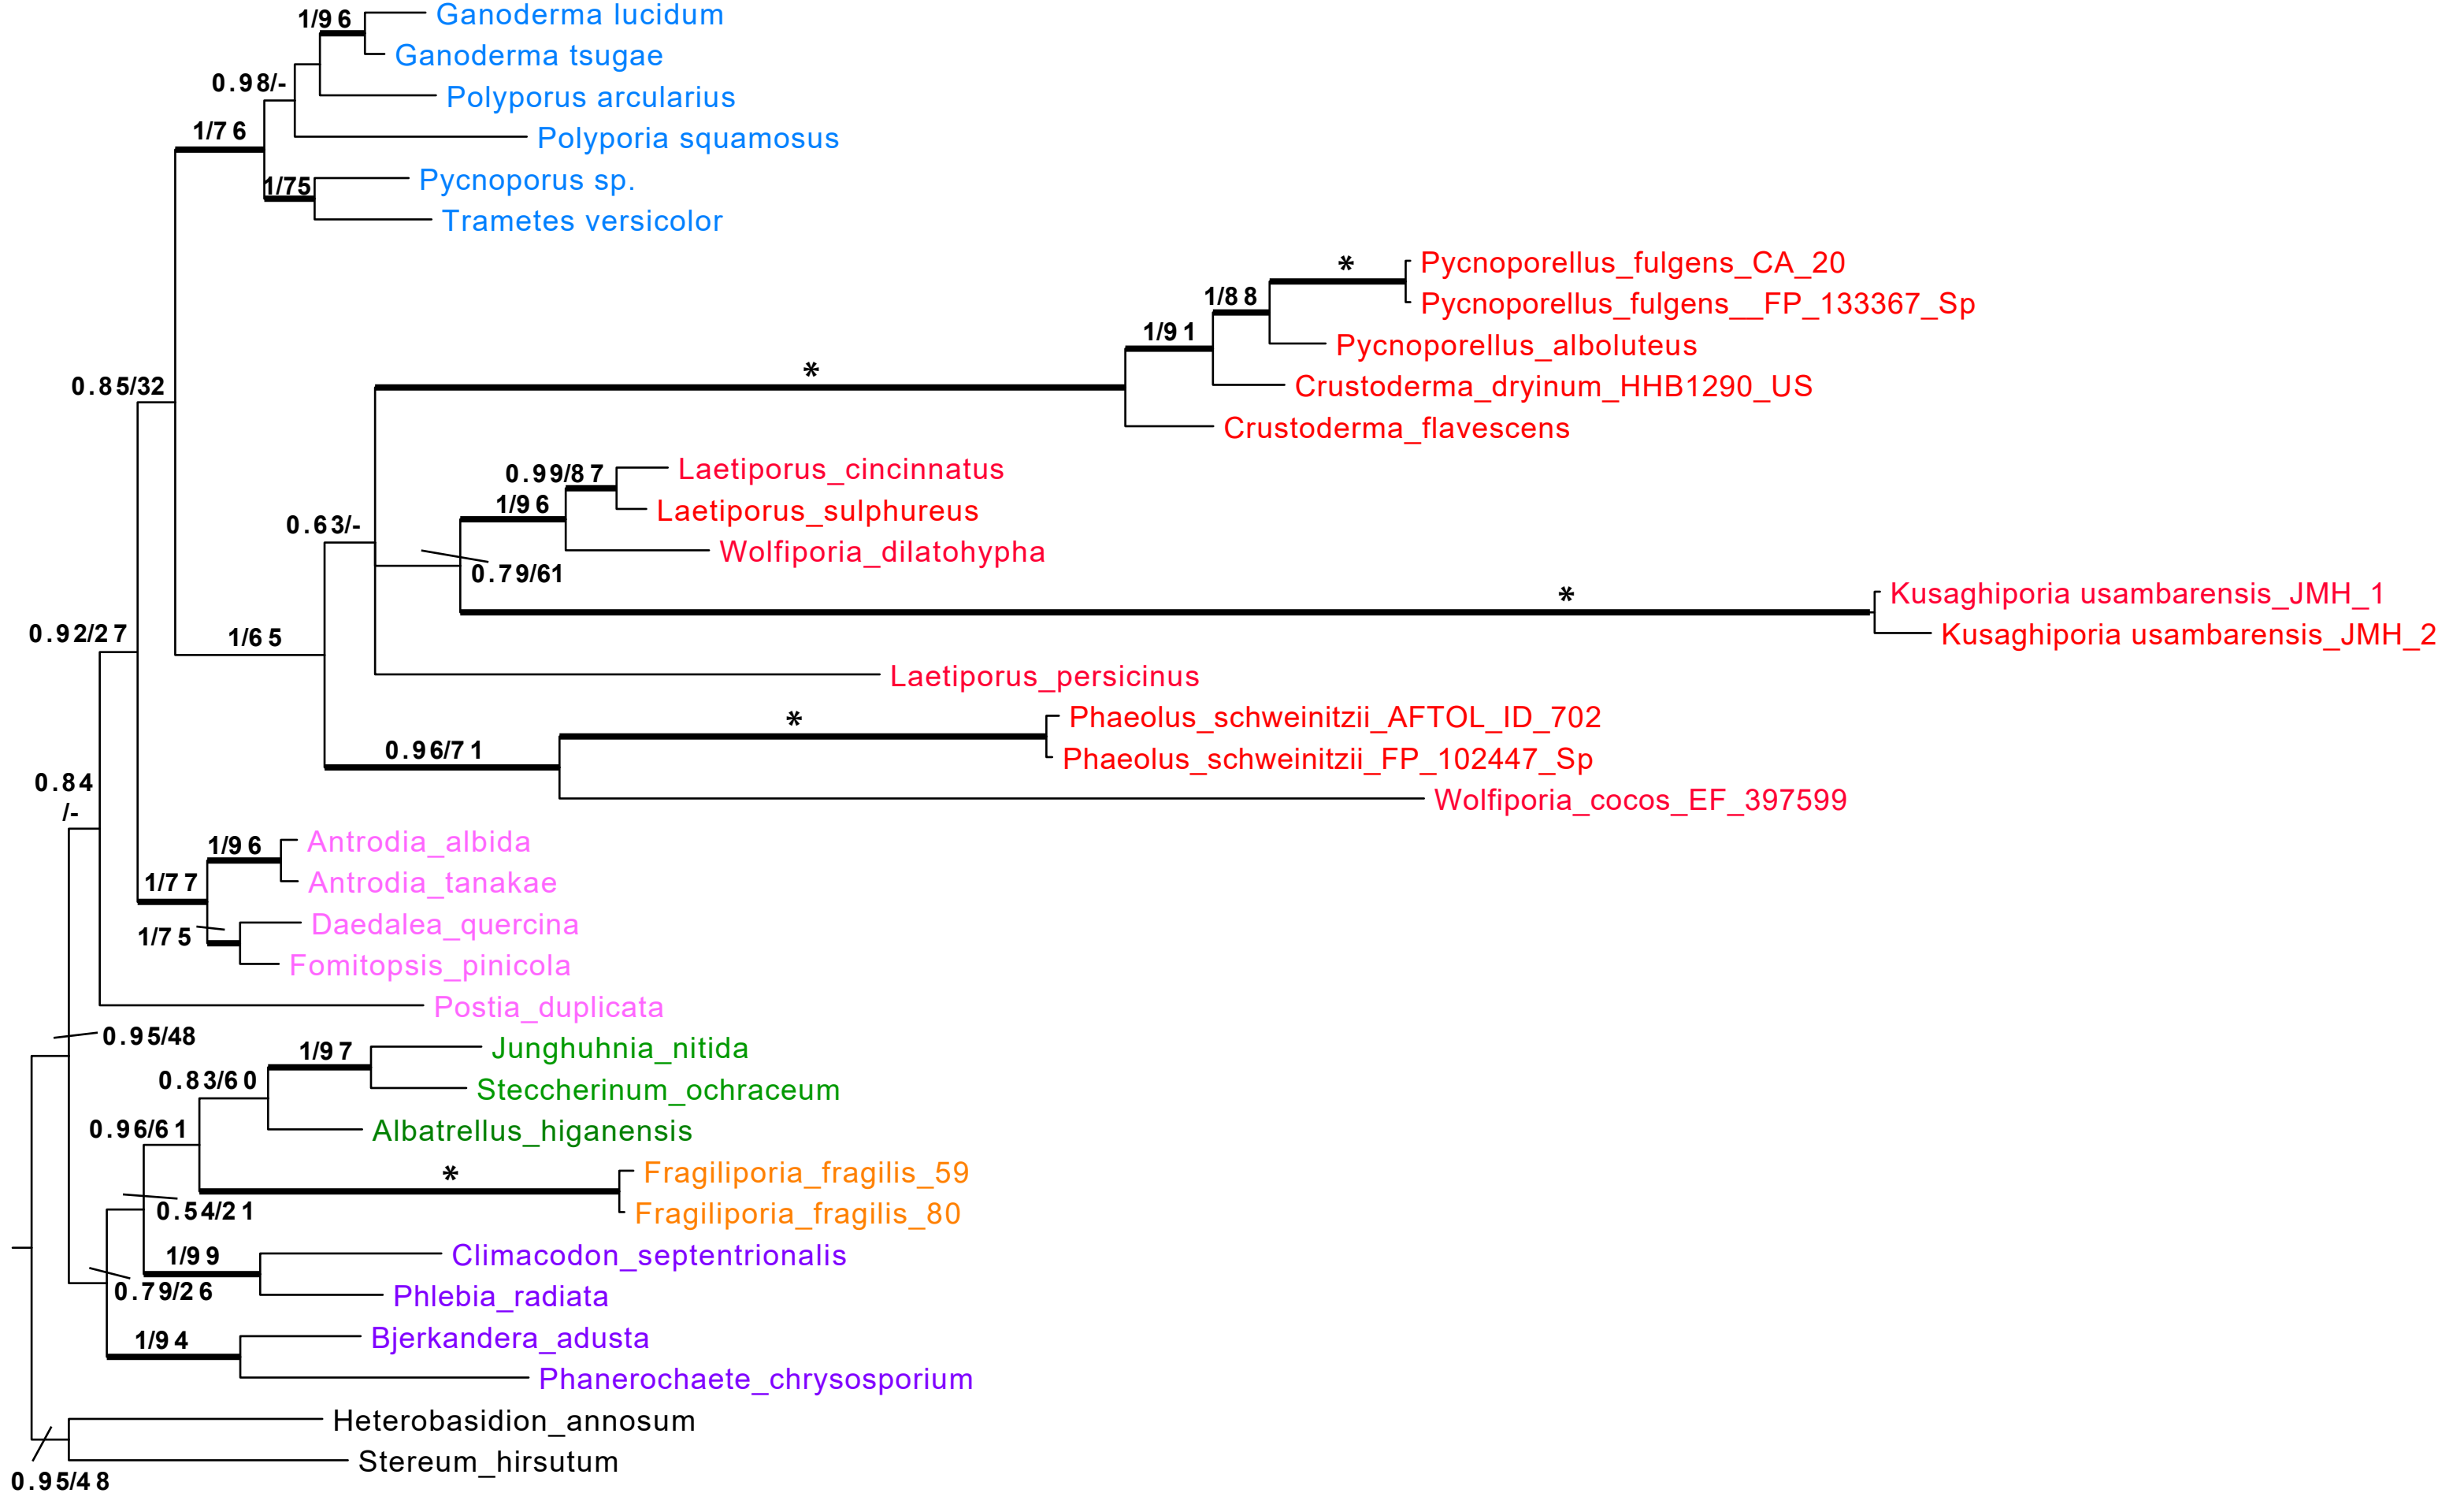 1/96
Ganoderma lucidum
Ganoderma tsugae
0.98/-
Polyporus arcularius
1/76
Polyporia squamosus
1/75
Pycnoporus sp.
Trametes versicolor
*
Pycnoporellus_fulgens_CA_20
1/88
Pycnoporellus_fulgens__FP_133367_Sp
1/91
Pycnoporellus_alboluteus
*
0.85/32
Crustoderma_dryinum_HHB1290_US
Crustoderma_flavescens
0.99/87
Laetiporus_cincinnatus
1/96
Laetiporus_sulphureus
0.63/-
Wolfiporia_dilatohypha
0.79/61
*
Kusaghiporia usambarensis_JMH_1
0.92/27
1/65
Kusaghiporia usambarensis_JMH_2
Laetiporus_persicinus
*
Phaeolus_schweinitzii_AFTOL_ID_702
0.96/71
Phaeolus_schweinitzii_FP_102447_Sp
0.84
/-
Wolfiporia_cocos_EF_397599
1/96
Antrodia_albida
1/77
Antrodia_tanakae
1/75
Daedalea_quercina
Fomitopsis_pinicola
Postia_duplicata
0.95/48
1/97
Junghuhnia_nitida
0.83/60
Steccherinum_ochraceum
0.96/61
Albatrellus_higanensis
*
Fragiliporia_fragilis_59
0.54/21
Fragiliporia_fragilis_80
1/99
Climacodon_septentrionalis
0.79/26
Phlebia_radiata
1/94
Bjerkandera_adusta
Phanerochaete_chrysosporium
Heterobasidion_annosum
Stereum_hirsutum
0.95/48